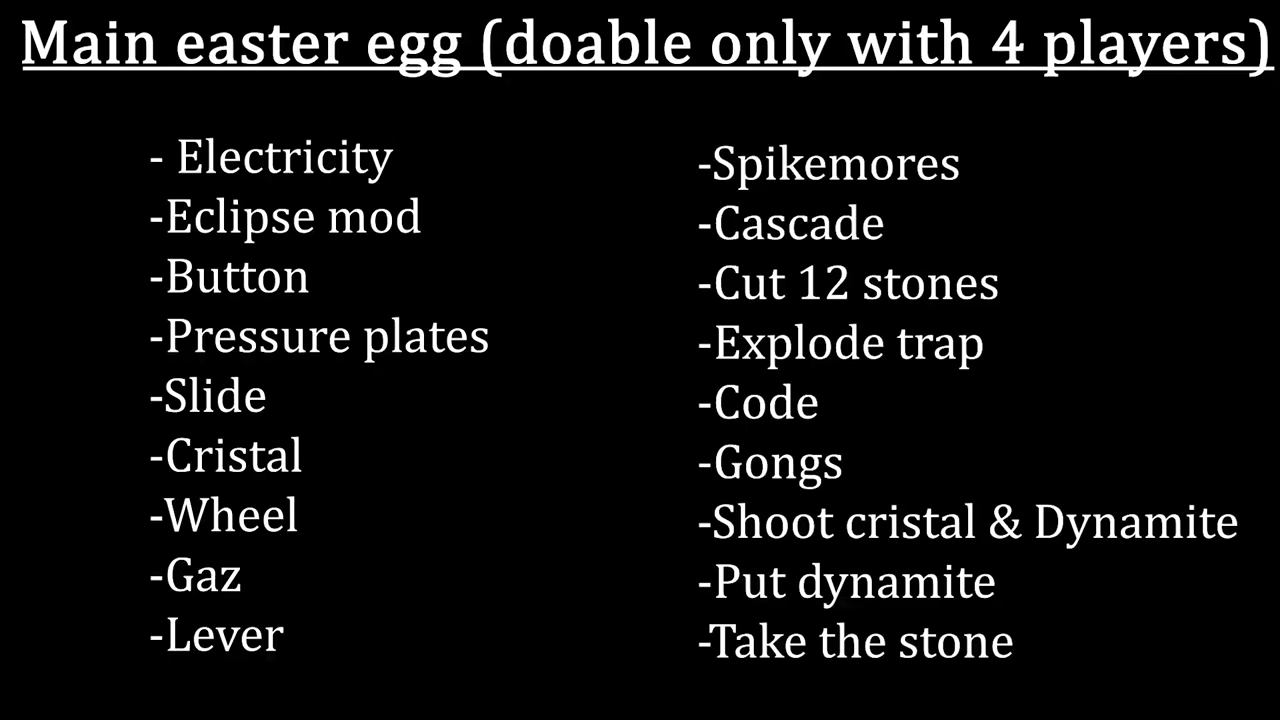 Main easter egg (doable only with 4 players)
- Electricity
-Eclipse mod
-Button
-Pressure plates
-Slide
-Cristal
-Wheel
-Gaz
-Lever
-Spikemores
-Cascade
-Cut 12 stones
-Explode trap
-Code
-Gongs
-Shoot cristal & Dynamite
-Put dynamite
-Take the stone